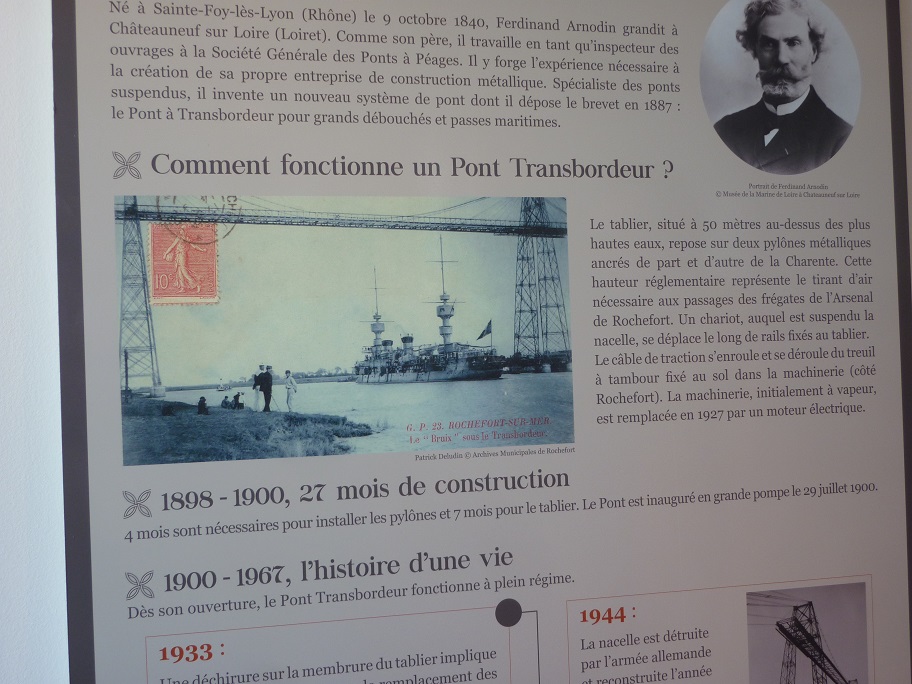 Né à Sainte-Foy-lès-Lyon (Rhône) le 9 octobre 1840, Ferdinand Arnodin grandit à
Châteauneuf sur Loire (Loiret). Comme son père, il travaille en tant qu'inspecteur des
ouvrages à la Société Générale des Ponts à Péages. Il y forge l'expérience nécessaire à
la création de sa propre entreprise de construction métallique. Spécialiste des ponts
suspendus, il invente un nouveau système de pont dont il dépose le brevet en 1887 :
le Pont à Transbordeur pour grands débouchés et passes maritimes.
Portrait de Ferdinand Arnodin
© Musée de la Marine de Loire à Chateauneuf sur Loire
Comment fonctionne un Pont Transbordeur ?
10c
G. P. 23. ROCHEFORT-SUR-MER
Le "Bruix" sous le Transbordeur.
Patrick Deludin © Archives Municipales de Rochefort
Le tablier, situé à 50 mètres au-dessus des plus
hautes eaux, repose sur deux pylônes métalliques
ancrés de part et d'autre de la Charente. Cette
hauteur réglementaire représente le tirant d'air
nécessaire aux passages des frégates de l'Arsenal
de Rochefort. Un chariot, auquel est suspendu la
nacelle, se déplace le long de rails fixés au tablier.
Le câble de traction s'enroule et se déroule du treuil
à tambour fixé au sol dans la machinerie (côté
Rochefort). La machinerie, initialement à vapeur,
est remplacée en 1927 par un moteur électrique.
1898 - 1900, 27 mois de construction
4 mois sont nécessaires pour installer les pylônes et 7 mois pour le tablier. Le Pont est inauguré en grande pompe le 29 juillet 1900.
1900 - 1967, l'histoire d'une vie
Dès son ouverture, le Pont Transbordeur fonctionne à plein régime.
1933 :
Une déchirure sur la membrure du tablier implique
remplacement des
1944 :
La nacelle est détruite
par l'armée allemande
et reconstruite l'année